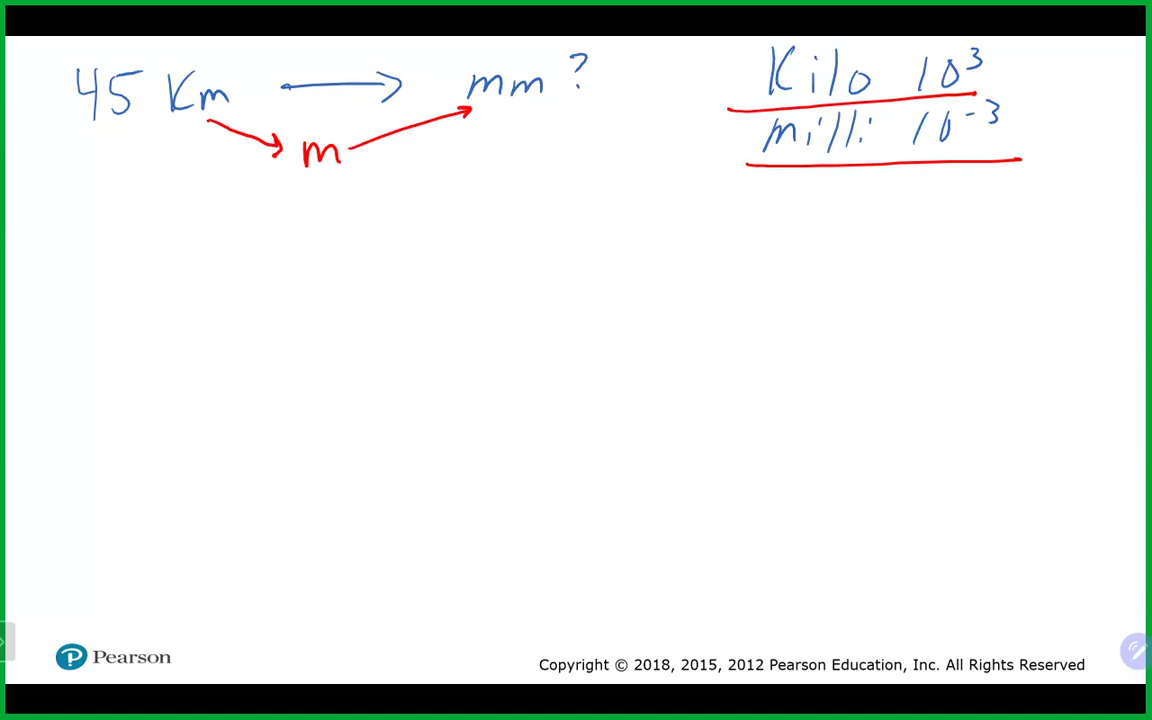 45 Km → mm ?
m
Kilo 10³
milli 10⁻³
Pearson
Copyright © 2018, 2015, 2012 Pearson Education, Inc. All Rights Reserved